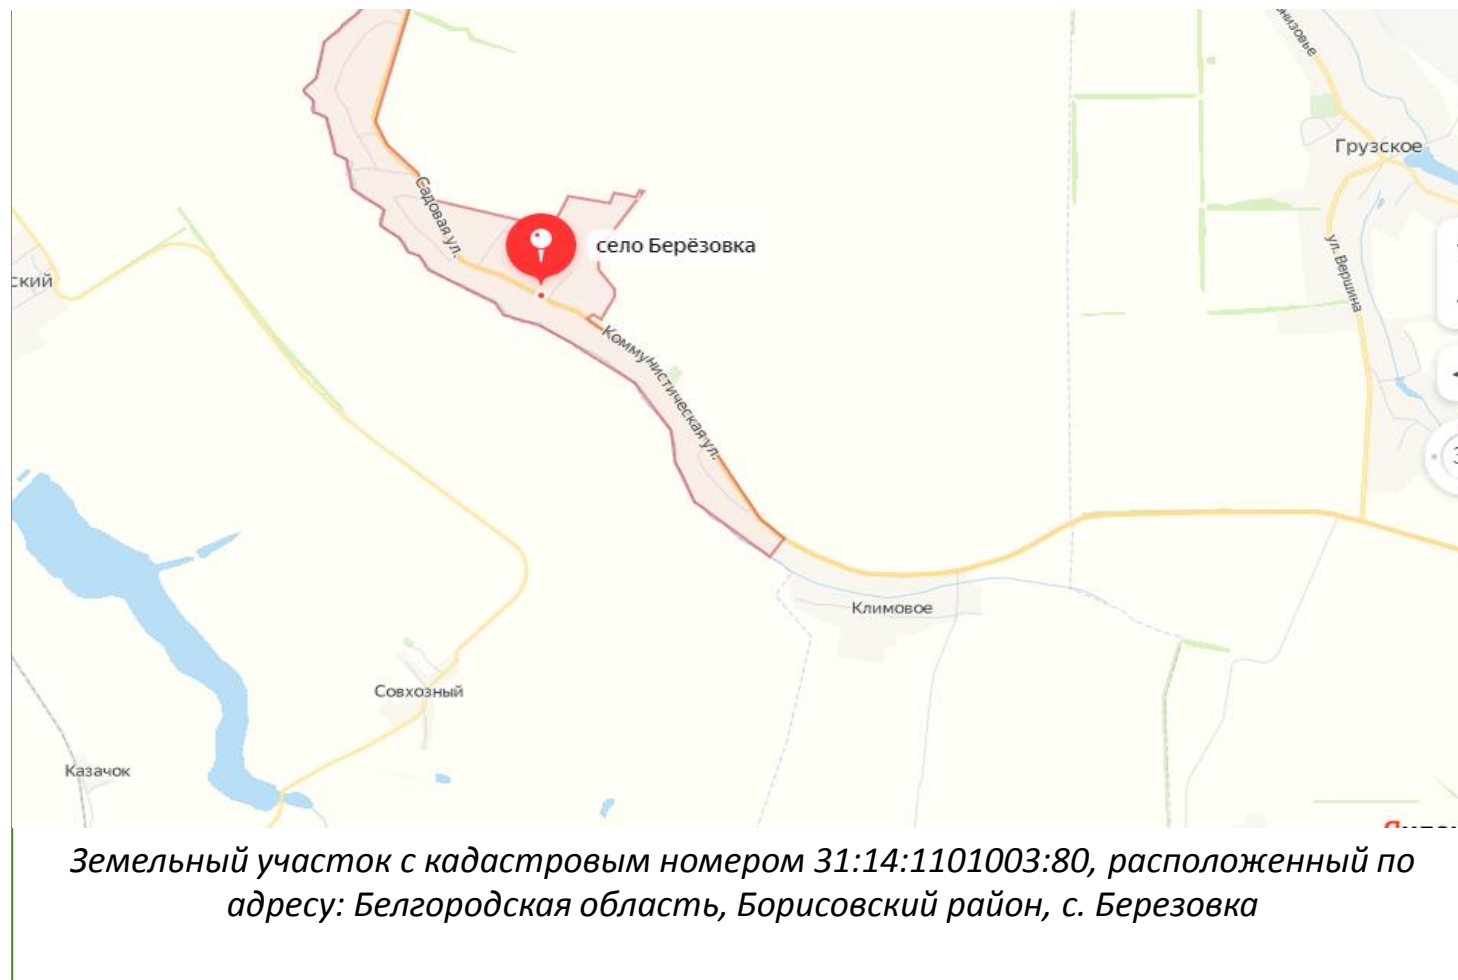 Грузское
Садовая ул.
село Берёзовка
ул. Вершина
Коммунистическая ул.
Климовое
Совхозный
Казачок
Земельный участок с кадастровым номером 31:14:1101003:80, расположенный по
адресу: Белгородская область, Борисовский район, с. Березовка